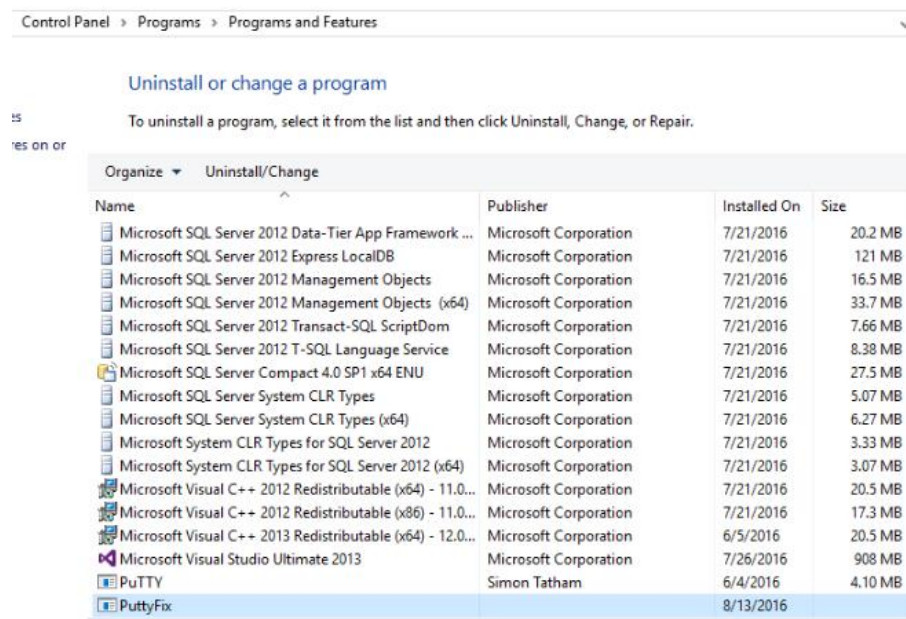 Control Panel > Programs > Programs and Features
Uninstall or change a program
es
To uninstall a program, select it from the list and then click Uninstall, Change, or Repair.
res on or
Organize Uninstall/Change
Name Publisher Installed On Size
Microsoft SQL Server 2012 Data-Tier App Framework ... Microsoft Corporation 7/21/2016 20.2 MB
Microsoft SQL Server 2012 Express LocalDB Microsoft Corporation 7/21/2016 121 MB
Microsoft SQL Server 2012 Management Objects Microsoft Corporation 7/21/2016 16.5 MB
Microsoft SQL Server 2012 Management Objects (x64) Microsoft Corporation 7/21/2016 33.7 MB
Microsoft SQL Server 2012 Transact-SQL ScriptDom Microsoft Corporation 7/21/2016 7.66 MB
Microsoft SQL Server 2012 T-SQL Language Service Microsoft Corporation 7/21/2016 8.38 MB
Microsoft SQL Server Compact 4.0 SP1 x64 ENU Microsoft Corporation 7/21/2016 27.5 MB
Microsoft SQL Server System CLR Types Microsoft Corporation 7/21/2016 5.07 MB
Microsoft SQL Server System CLR Types (x64) Microsoft Corporation 7/21/2016 6.27 MB
Microsoft System CLR Types for SQL Server 2012 Microsoft Corporation 7/21/2016 3.33 MB
Microsoft System CLR Types for SQL Server 2012 (x64) Microsoft Corporation 7/21/2016 3.07 MB
Microsoft Visual C++ 2012 Redistributable (x64) - 11.0... Microsoft Corporation 7/21/2016 20.5 MB
Microsoft Visual C++ 2012 Redistributable (x86) - 11.0... Microsoft Corporation 7/21/2016 17.3 MB
Microsoft Visual C++ 2013 Redistributable (x64) - 12.0... Microsoft Corporation 6/5/2016 20.5 MB
Microsoft Visual Studio Ultimate 2013 Microsoft Corporation 7/26/2016 908 MB
PuTTY Simon Tatham 6/4/2016 4.10 MB
PuttyFix 8/13/2016